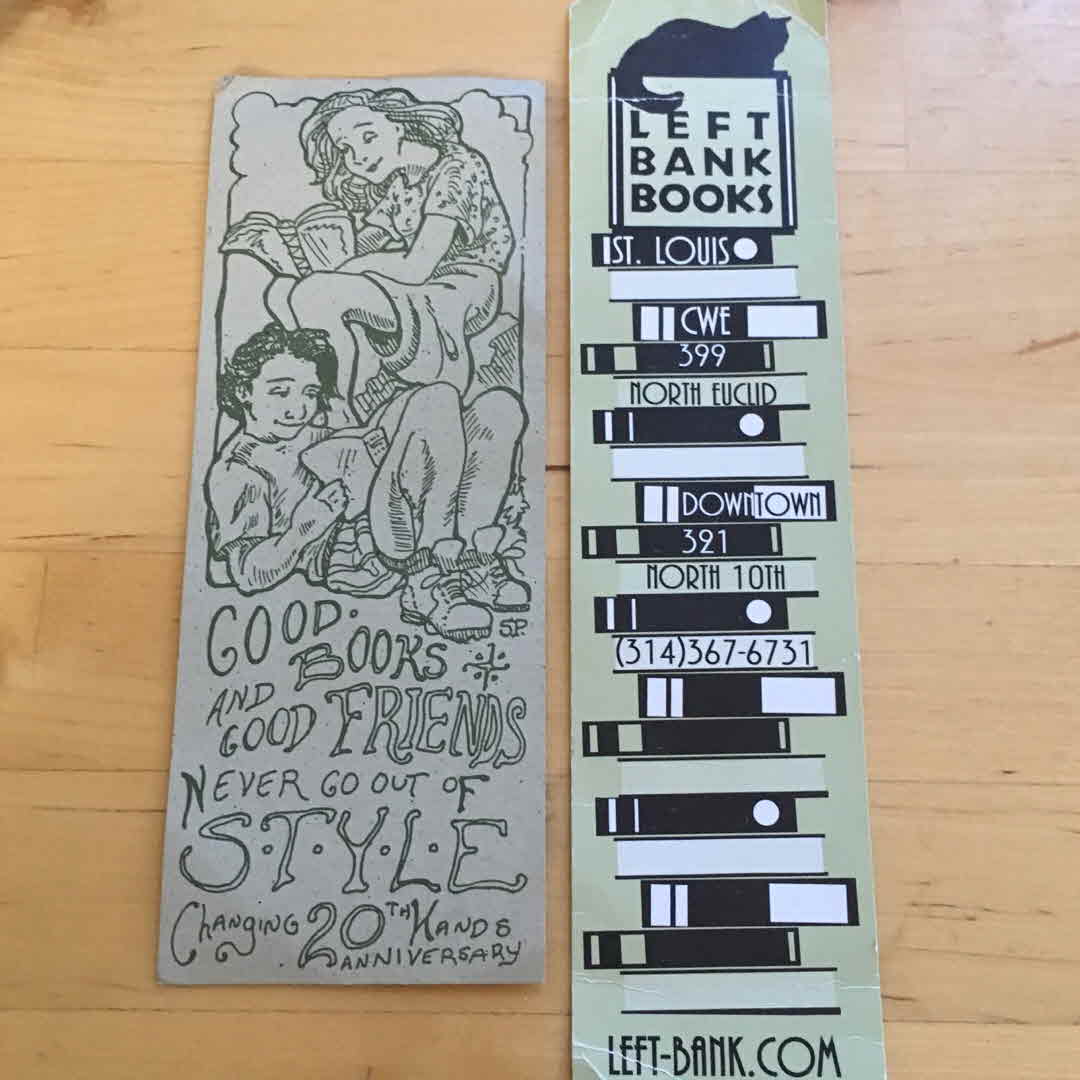 GOOD
BOOKS
AND
GOOD FRIENDS
NEVER GO OUT OF
S·T·Y·L·E
CHANGING 20TH HANDS
ANNIVERSARY
S.P.
LEFT
BANK
BOOKS
ST. LOUIS
CWE
399
NORTH EUCLID
DOWNTOWN
321
NORTH 10TH
(314)367-6731
LEFT-BANK.COM